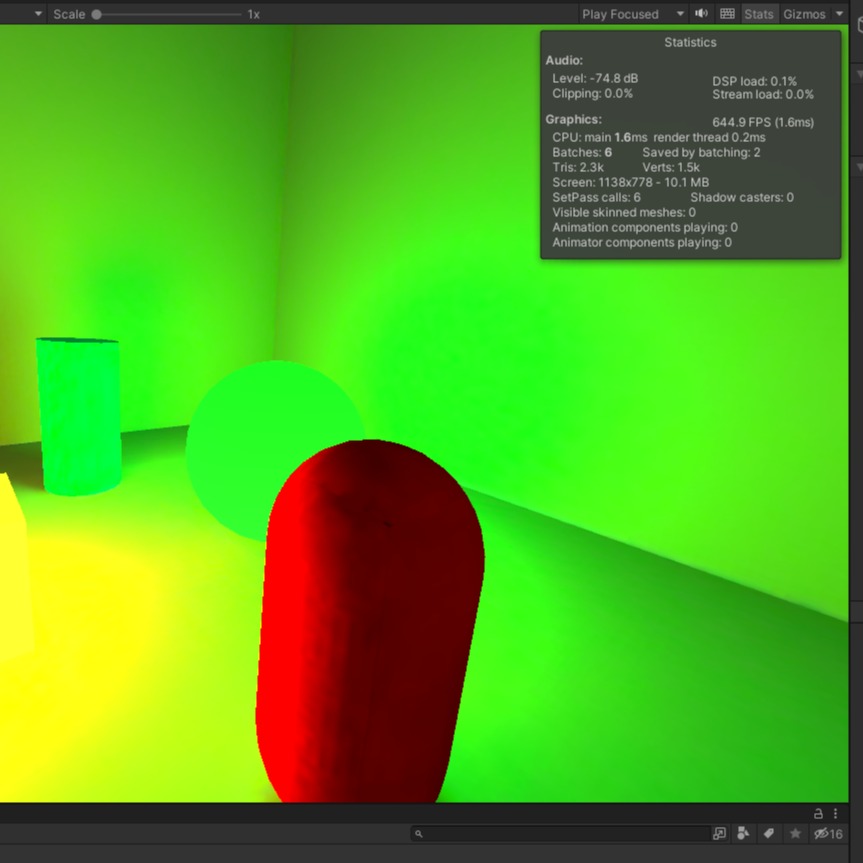 Scale 1x Play Focused Stats Gizmos
Statistics
Audio:
Level: -74.8 dB DSP load: 0.1%
Clipping: 0.0% Stream load: 0.0%
Graphics: 644.9 FPS (1.6ms)
CPU: main 1.6ms render thread 0.2ms
Batches: 6 Saved by batching: 2
Tris: 2.3k Verts: 1.5k
Screen: 1138x778 - 10.1 MB
SetPass calls: 6 Shadow casters: 0
Visible skinned meshes: 0
Animation components playing: 0
Animator components playing: 0
16